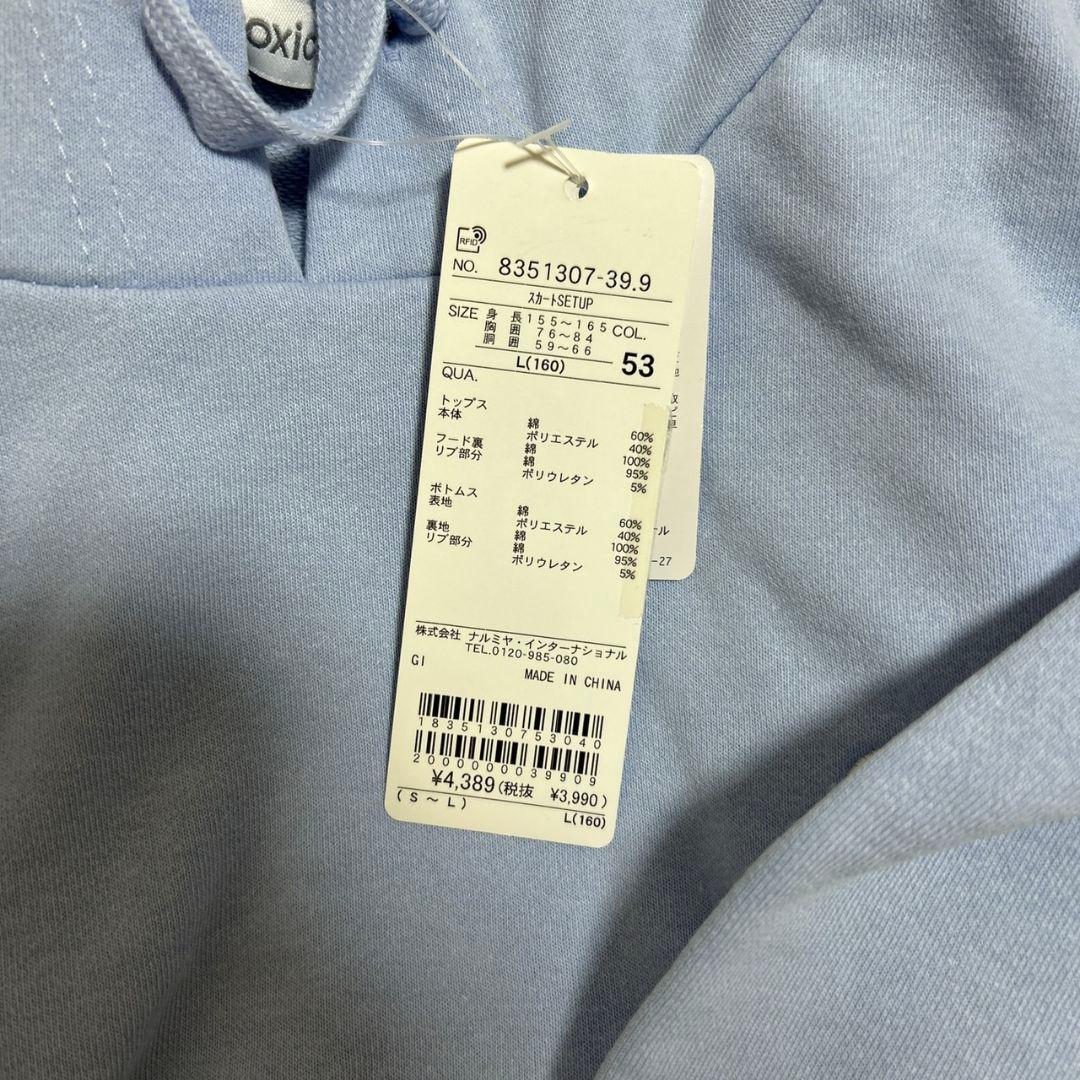 oxic
RFID
NO. 8351307-39.9
スカートSETUP
SIZE 身 長 155～165 COL.
胸 囲 76～84
胴 囲 59～66
L(160) 53
QUA.
トップス
本体
綿 60%
ポリエステル 40%
フード裏 綿 100%
リブ部分 綿 95%
ポリウレタン 5%
ボトムス
表地
綿 60%
ポリエステル 40%
裏地 綿 100%
リブ部分 綿 95%
ポリウレタン 5%
株式会社 ナルミヤ・インターナショナル
TEL.0120-985-080
GI MADE IN CHINA
1835130753040
2000000039909
¥4,389(税抜 ¥3,990)
(S～L) L(160)
ール
-27